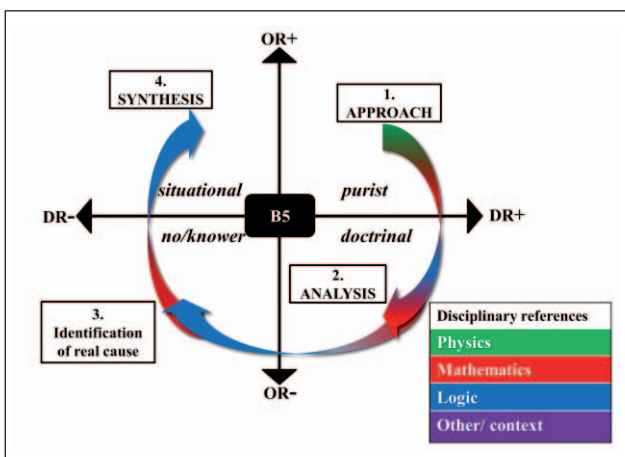 OR+
4.
SYNTHESIS
1.
APPROACH
situational
purist
DR-
B5
DR+
no/knower
doctrinal
2.
ANALYSIS
3.
Identification
of real cause
OR-
Disciplinary references
Physics
Mathematics
Logic
Other/ context